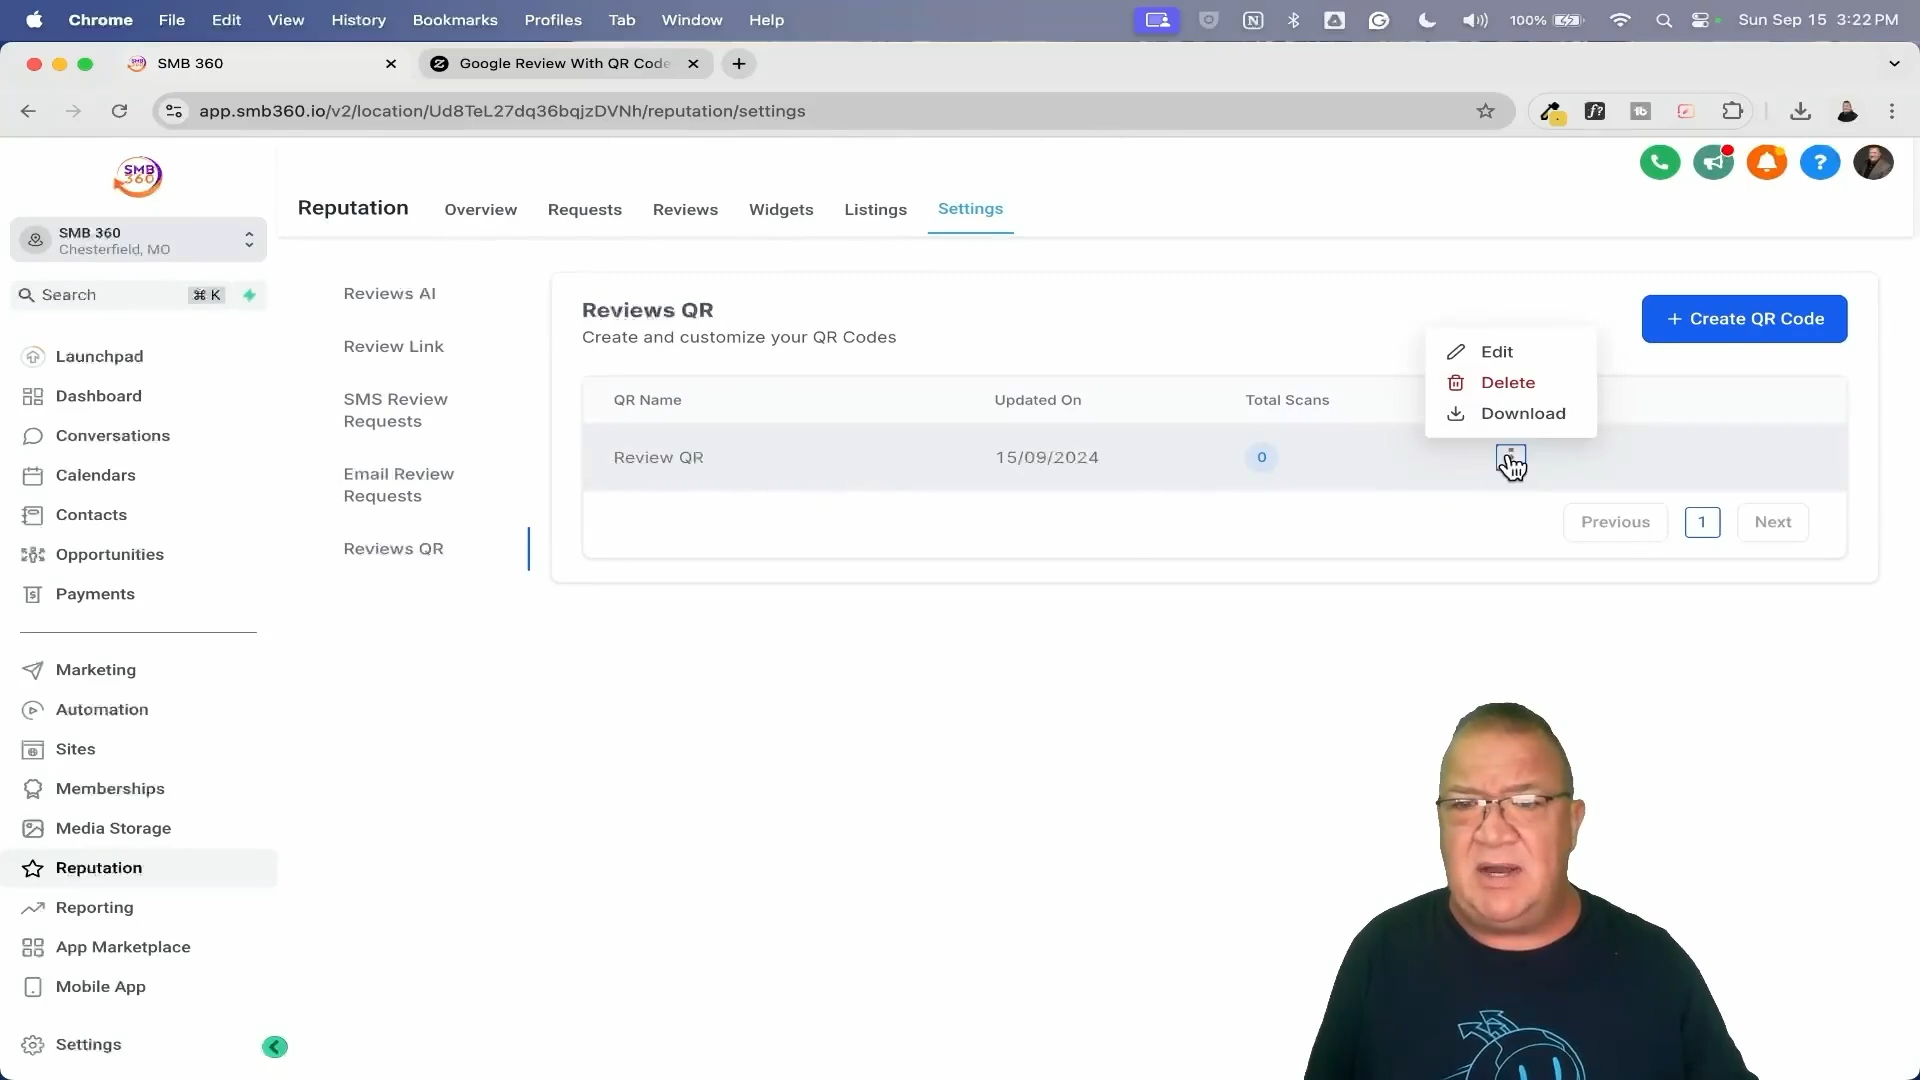 Chrome File Edit View History Bookmarks Profiles Tab Window Help 100% Sun Sep 15 3:22 PM
SMB 360
Google Review With QR Code
app.smb360.io/v2/location/Ud8TeL27dq36bqjzDVNh/reputation/settings
SMB
360
SMB 360
Chesterfield, MO
Search ⌘ K
Launchpad
Dashboard
Conversations
Calendars
Contacts
Opportunities
Payments
Marketing
Automation
Sites
Memberships
Media Storage
Reputation
Reporting
App Marketplace
Mobile App
Settings
Reputation Overview Requests Reviews Widgets Listings Settings
Reviews AI
Review Link
SMS Review
Requests
Email Review
Requests
Reviews QR
Reviews QR
Create and customize your QR Codes
+ Create QR Code
Edit
Delete
Download
QR Name Updated On Total Scans
Review QR 15/09/2024 0
Previous 1 Next